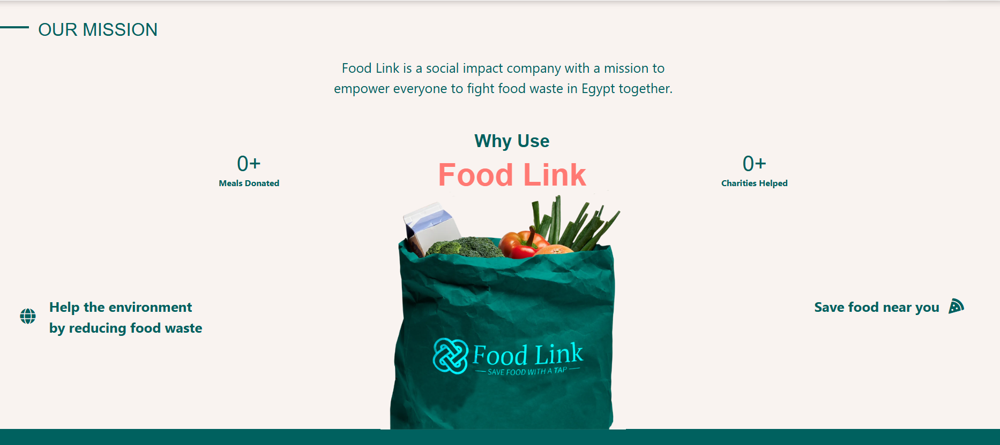 OUR MISSION
Food Link is a social impact company with a mission to
empower everyone to fight food waste in Egypt together.
Why Use
Food Link
0+
Meals Donated
0+
Charities Helped
Help the environment
by reducing food waste
Save food near you
Food Link
SAVE FOOD WITH A TAP